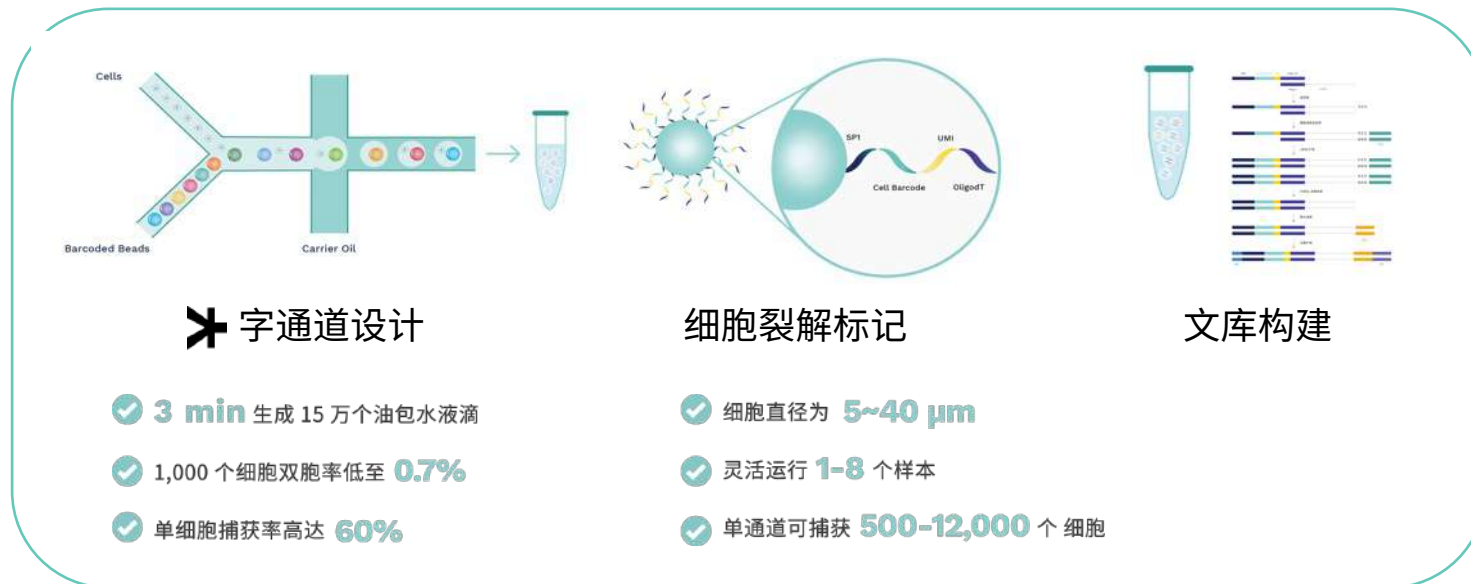 Cells
Barcoded Beads
Carrier Oil
SP1
UMI
Cell Barcode
OligodT
字通道设计
细胞裂解标记
文库构建
3 min 生成 15 万个油包水液滴
1,000 个细胞双胞率低至 0.7%
单细胞捕获率高达 60%
细胞直径为 5~40 μm
灵活运行 1-8 个样本
单通道可捕获 500-12,000 个 细胞